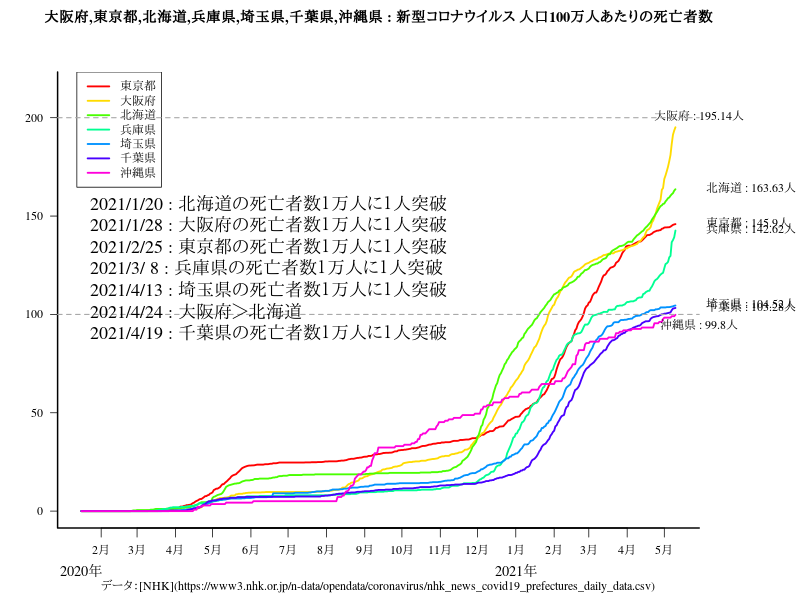 大阪府,東京都,北海道,兵庫県,埼玉県,千葉県,沖縄県 : 新型コロナウイルス 人口100万人あたりの死亡者数
東京都
大阪府
北海道
兵庫県
埼玉県
千葉県
沖縄県
200
150
100
50
0
2021/1/20 : 北海道の死亡者数1万人に1人突破
2021/1/28 : 大阪府の死亡者数1万人に1人突破
2021/2/25 : 東京都の死亡者数1万人に1人突破
2021/3/ 8 : 兵庫県の死亡者数1万人に1人突破
2021/4/13 : 埼玉県の死亡者数1万人に1人突破
2021/4/24 : 大阪府＞北海道
2021/4/19 : 千葉県の死亡者数1万人に1人突破
大阪府 : 195.14人
北海道 : 163.63人
東京都 : 145.9人
兵庫県 : 142.62人
埼玉県 : 104.58人
千葉県 : 103.28人
沖縄県 : 99.8人
2月 3月 4月 5月 6月 7月 8月 9月 10月 11月 12月 1月 2月 3月 4月 5月
2020年 2021年
データ：[NHK](https://www3.nhk.or.jp/n-data/opendata/coronavirus/nhk_news_covid19_prefectures_daily_data.csv)